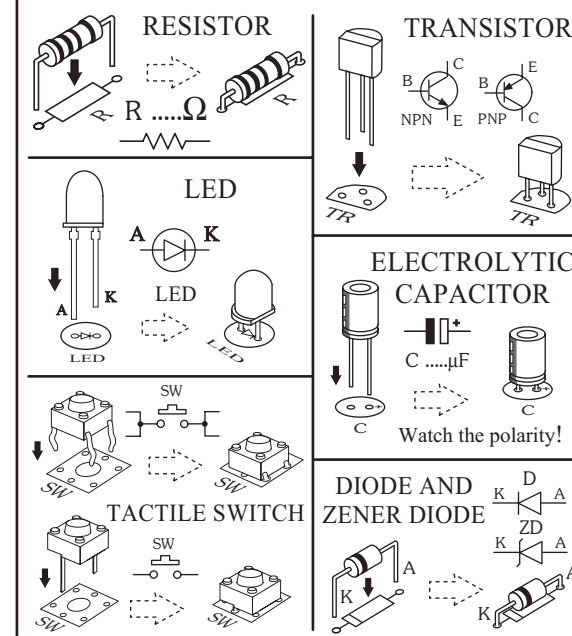 RESISTOR
R
R
R .....Ω
LED
A K
LED
A
K
LED
LED
SW
SW
SW
TACTILE SWITCH
SW
SW
SW
TRANSISTOR
C
B
NPN
E
E
B
PNP
C
TR
TR
ELECTROLYTIC
CAPACITOR
+
C .....µF
+
C
+
C
Watch the polarity!
DIODE AND
ZENER DIODE
D
K A
ZD
K A
A
K
A
K